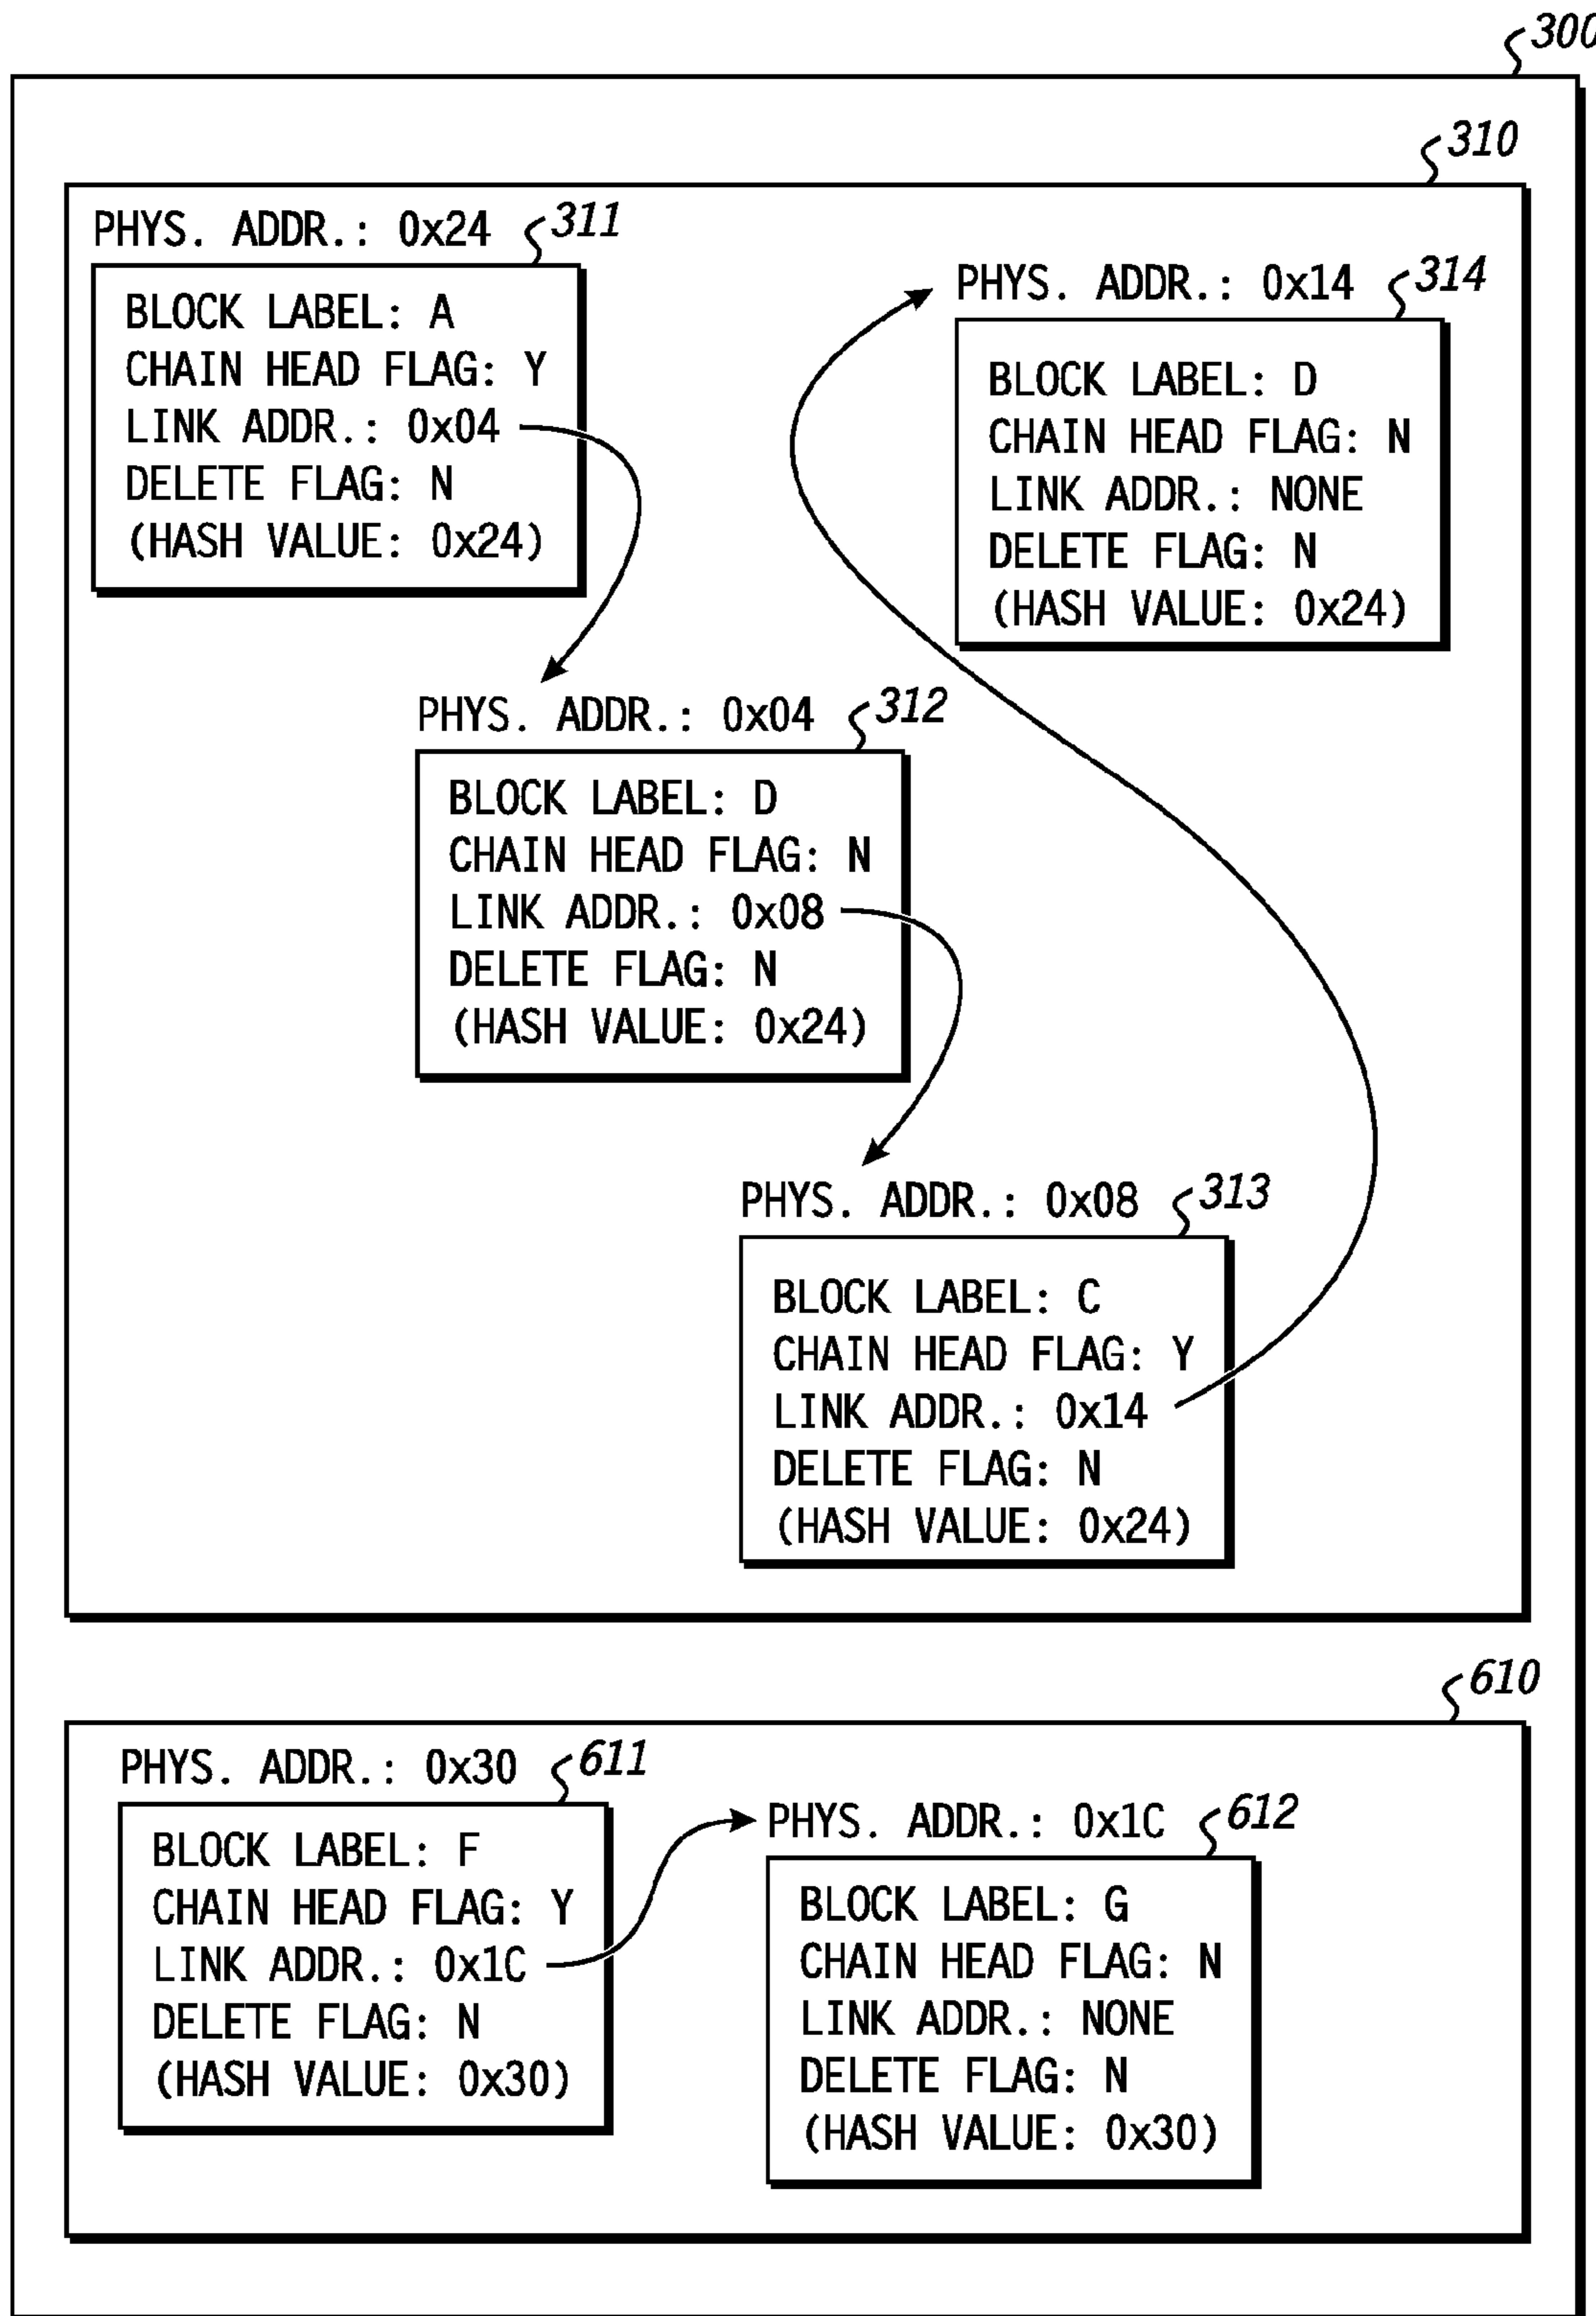 300
310
PHYS. ADDR.: 0x24
311
BLOCK LABEL: A
CHAIN HEAD FLAG: Y
LINK ADDR.: 0x04
DELETE FLAG: N
(HASH VALUE: 0x24)
PHYS. ADDR.: 0x14
314
BLOCK LABEL: D
CHAIN HEAD FLAG: N
LINK ADDR.: NONE
DELETE FLAG: N
(HASH VALUE: 0x24)
PHYS. ADDR.: 0x04
312
BLOCK LABEL: D
CHAIN HEAD FLAG: N
LINK ADDR.: 0x08
DELETE FLAG: N
(HASH VALUE: 0x24)
PHYS. ADDR.: 0x08
313
BLOCK LABEL: C
CHAIN HEAD FLAG: Y
LINK ADDR.: 0x14
DELETE FLAG: N
(HASH VALUE: 0x24)
610
PHYS. ADDR.: 0x30
611
BLOCK LABEL: F
CHAIN HEAD FLAG: Y
LINK ADDR.: 0x1C
DELETE FLAG: N
(HASH VALUE: 0x30)
PHYS. ADDR.: 0x1C
612
BLOCK LABEL: G
CHAIN HEAD FLAG: N
LINK ADDR.: NONE
DELETE FLAG: N
(HASH VALUE: 0x30)